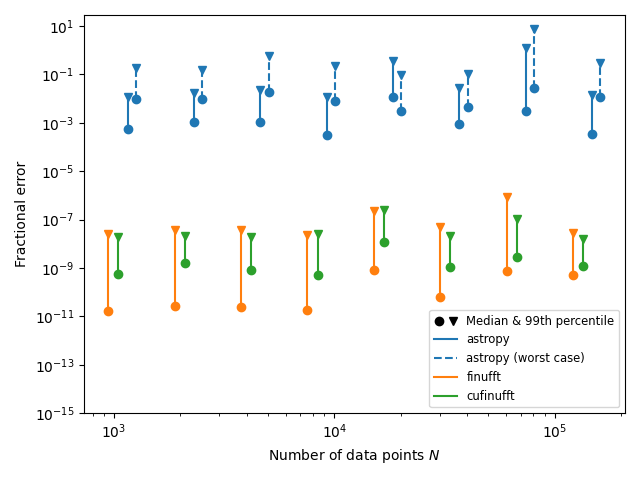 10^1
10^-1
10^-3
10^-5
10^-7
10^-9
10^-11
10^-13
10^-15
Fractional error
Median & 99th percentile
astropy
astropy (worst case)
finufft
cufinufft
10^3 10^4 10^5
Number of data points N